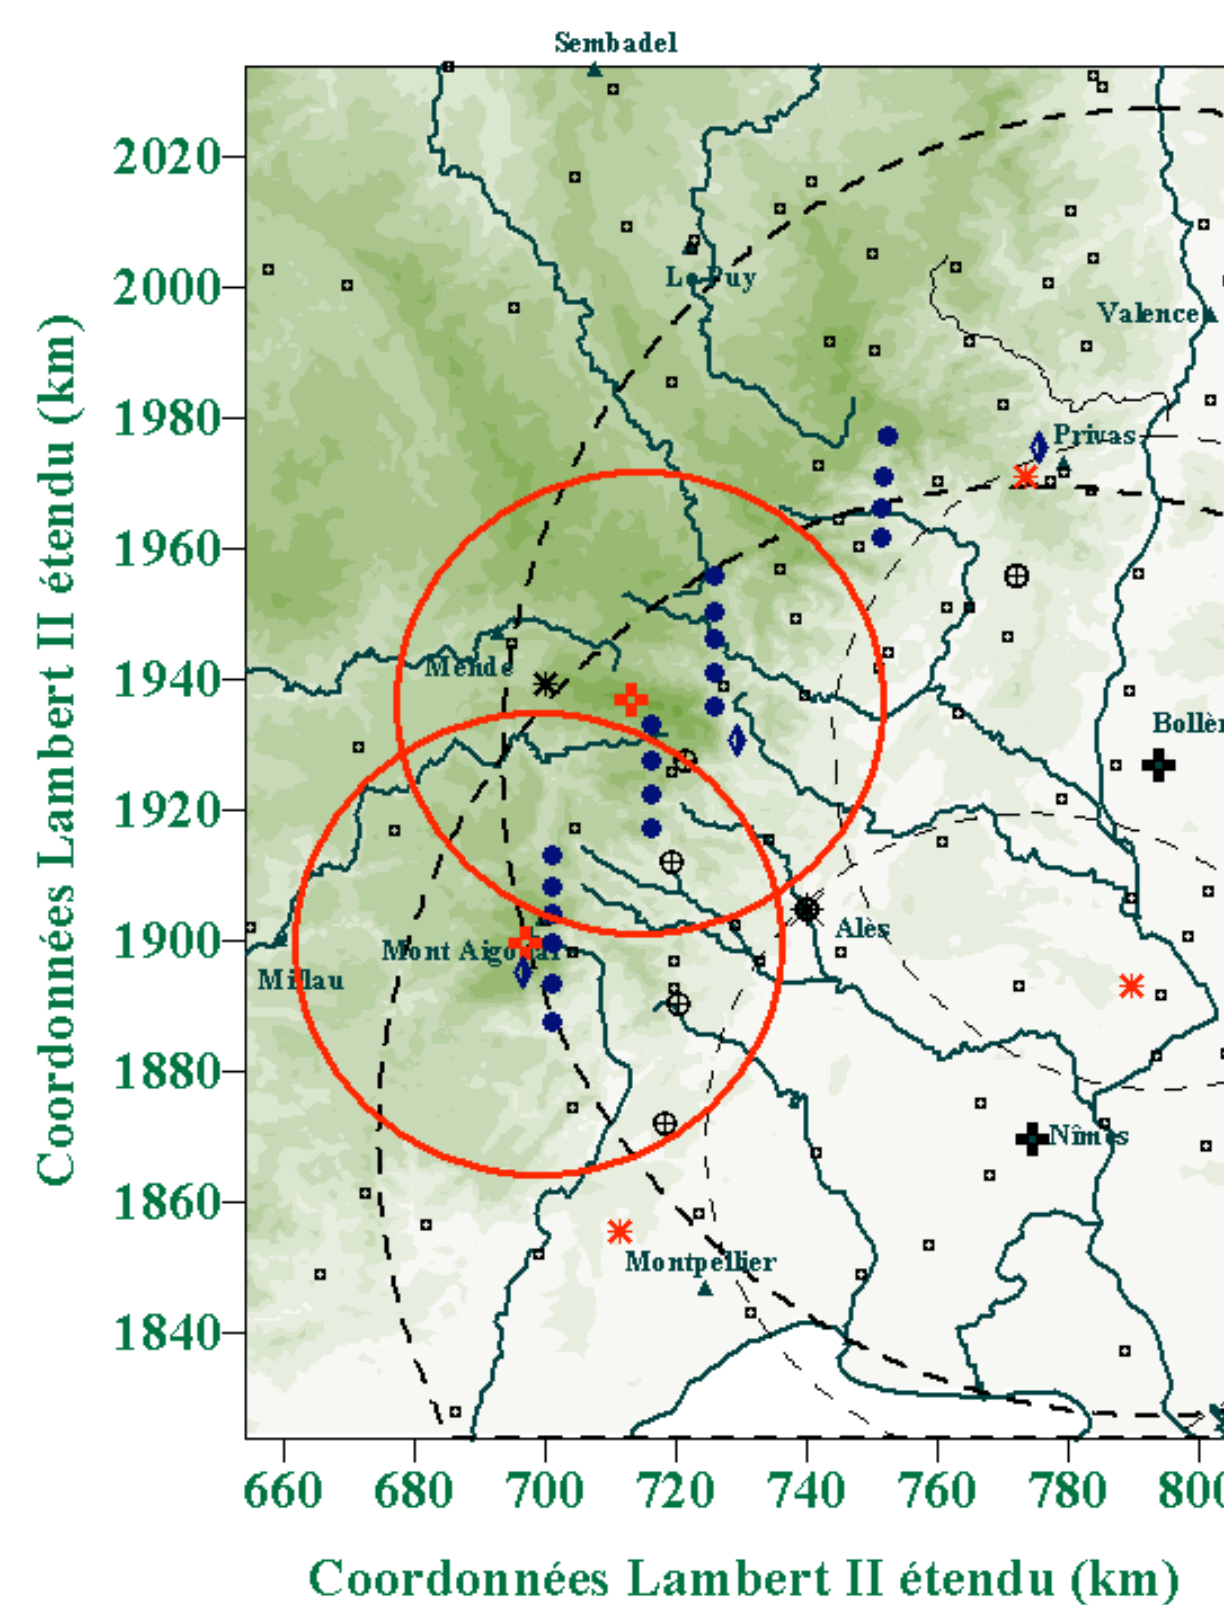 Sembadel
2020
2000
1980
1960
1940
1920
1900
1880
1860
1840
Coordonnées Lambert II étendu (km)
Le Puy
Valence
Privas
Mende
Bollèn
Alès
Mont Aigoual
Millau
Nîmes
Montpellier
660 680 700 720 740 760 780 800
Coordonnées Lambert II étendu (km)